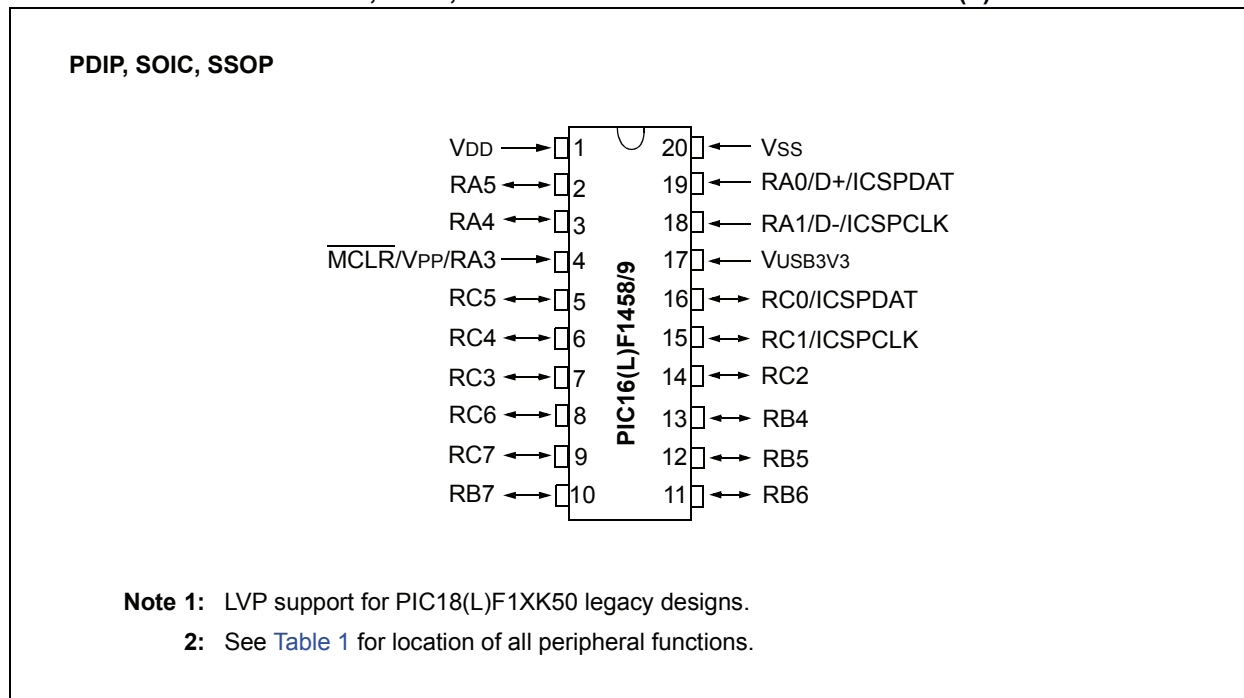 PDIP, SOIC, SSOP
VDD 1 20 VSS
RA5 2 19 RA0/D+/ICSPDAT
RA4 3 18 RA1/D-/ICSPCLK
MCLR/VPP/RA3 4 17 VUSB3V3
RC5 5 16 RC0/ICSPDAT
RC4 6 15 RC1/ICSPCLK
RC3 7 14 RC2
RC6 8 13 RB4
RC7 9 12 RB5
RB7 10 11 RB6
PIC16(L)F1458/9
Note 1: LVP support for PIC18(L)F1XK50 legacy designs.
2: See Table 1 for location of all peripheral functions.